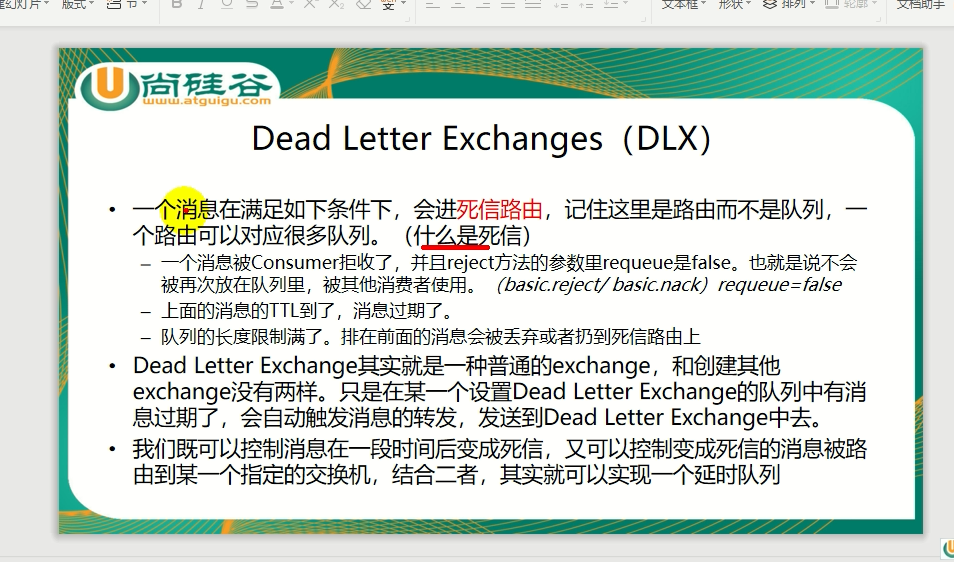 版式
节
文本框
形状
排列
轮廓
文档助手
尚硅谷
www.atguigu.com
Dead Letter Exchanges（DLX）
• 一个消息在满足如下条件下，会进死信路由，记住这里是路由而不是队列，一
个路由可以对应很多队列。（什么是死信）
– 一个消息被Consumer拒收了，并且reject方法的参数里requeue是false。也就是说不会
被再次放在队列里，被其他消费者使用。（basic.reject/ basic.nack）requeue=false
– 上面的消息的TTL到了，消息过期了。
– 队列的长度限制满了。排在前面的消息会被丢弃或者扔到死信路由上
• Dead Letter Exchange其实就是一种普通的exchange，和创建其他
exchange没有两样。只是在某一个设置Dead Letter Exchange的队列中有消
息过期了，会自动触发消息的转发，发送到Dead Letter Exchange中去。
• 我们既可以控制消息在一段时间后变成死信，又可以控制变成死信的消息被路
由到某一个指定的交换机，结合二者，其实就可以实现一个延时队列